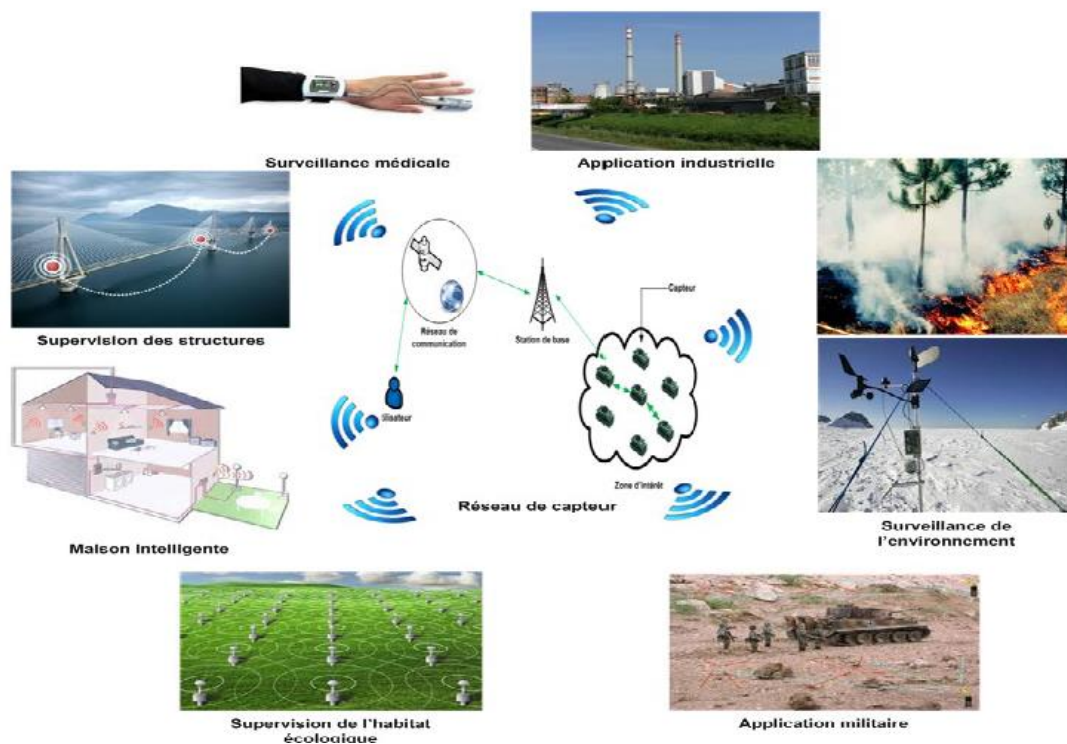 Surveillance médicale
Application industrielle
Supervision des structures
Réseau de
communication
Station de base
Capteur
ilisateur
Zone d'intérêt
Réseau de capteur
Maison intelligente
Surveillance de
l'environnement
Supervision de l'habitat
écologique
Application militaire